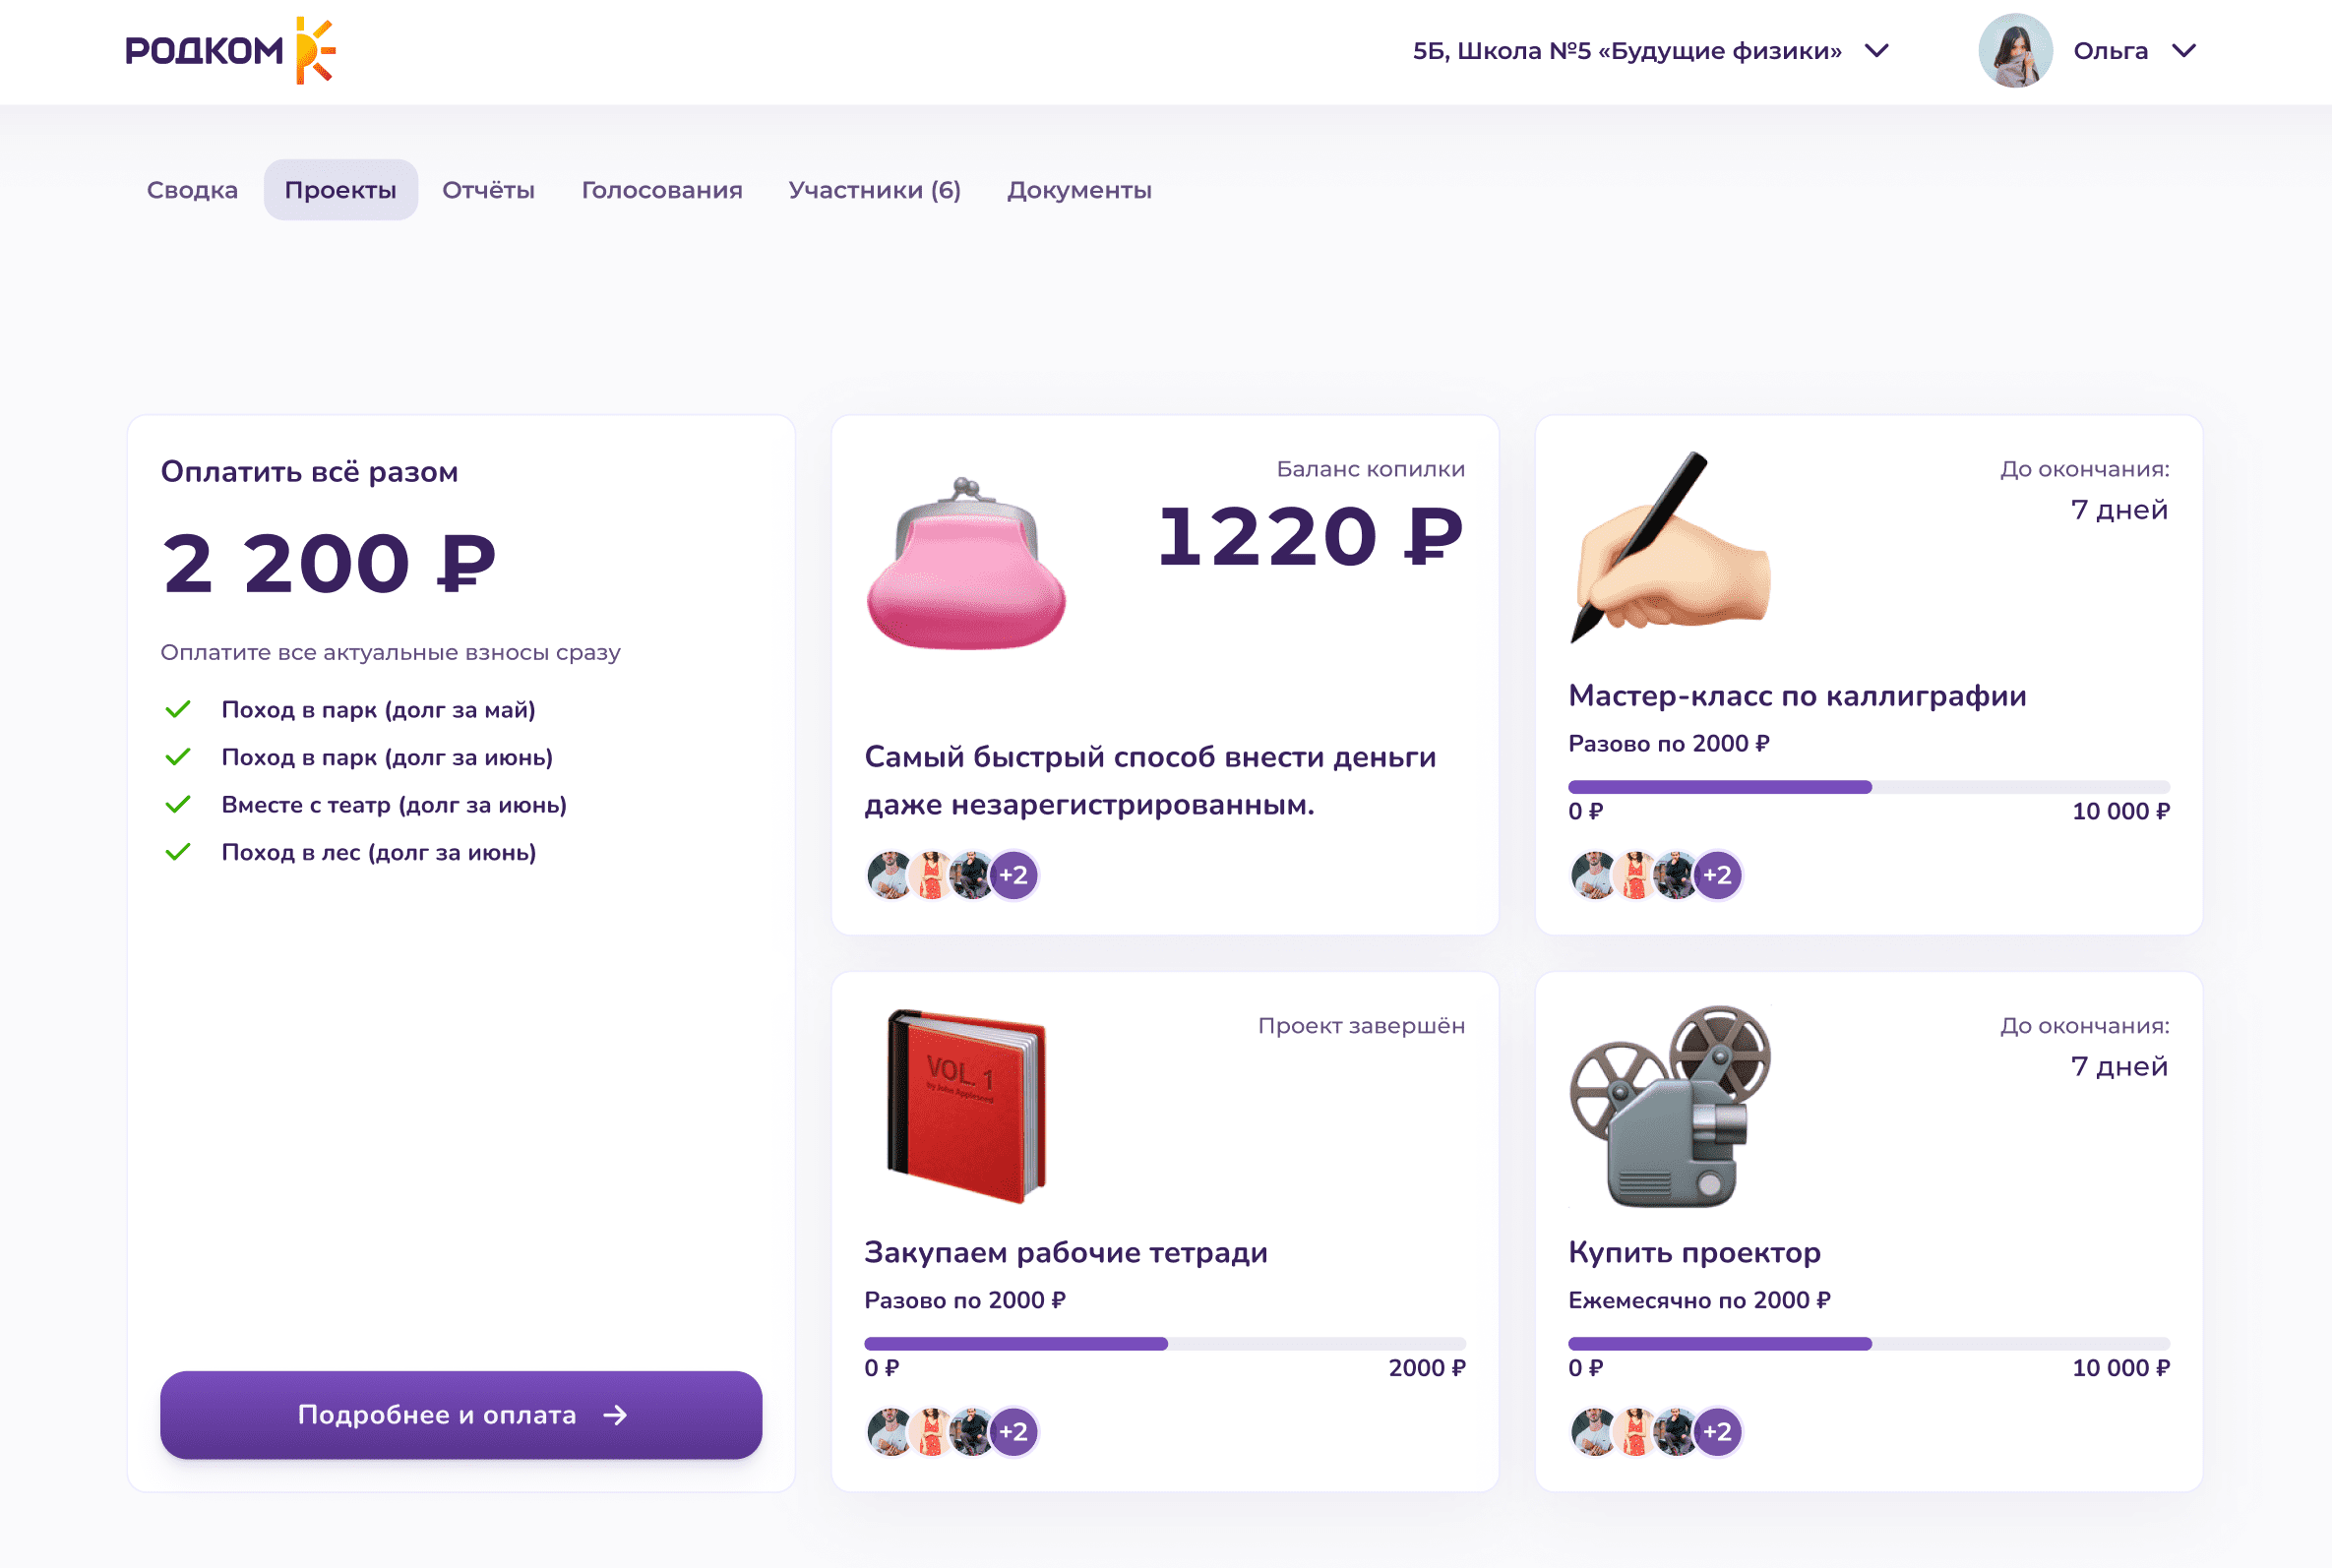 РОДКОМ
5Б, Школа №5 «Будущие физики»
Ольга
Сводка
Проекты
Отчёты
Голосования
Участники (6)
Документы
Оплатить всё разом
2 200 ₽
Оплатите все актуальные взносы сразу
Поход в парк (долг за май)
Поход в парк (долг за июнь)
Вместе с театр (долг за июнь)
Поход в лес (долг за июнь)
Подробнее и оплата
Баланс копилки
1220 ₽
Самый быстрый способ внести деньги
даже незарегистрированным.
+2
До окончания:
7 дней
Мастер-класс по каллиграфии
Разово по 2000 ₽
0 ₽
10 000 ₽
+2
Проект завершён
VOL. 1
by John Appleseed
Закупаем рабочие тетради
Разово по 2000 ₽
0 ₽
2000 ₽
+2
До окончания:
7 дней
Купить проектор
Ежемесячно по 2000 ₽
0 ₽
10 000 ₽
+2